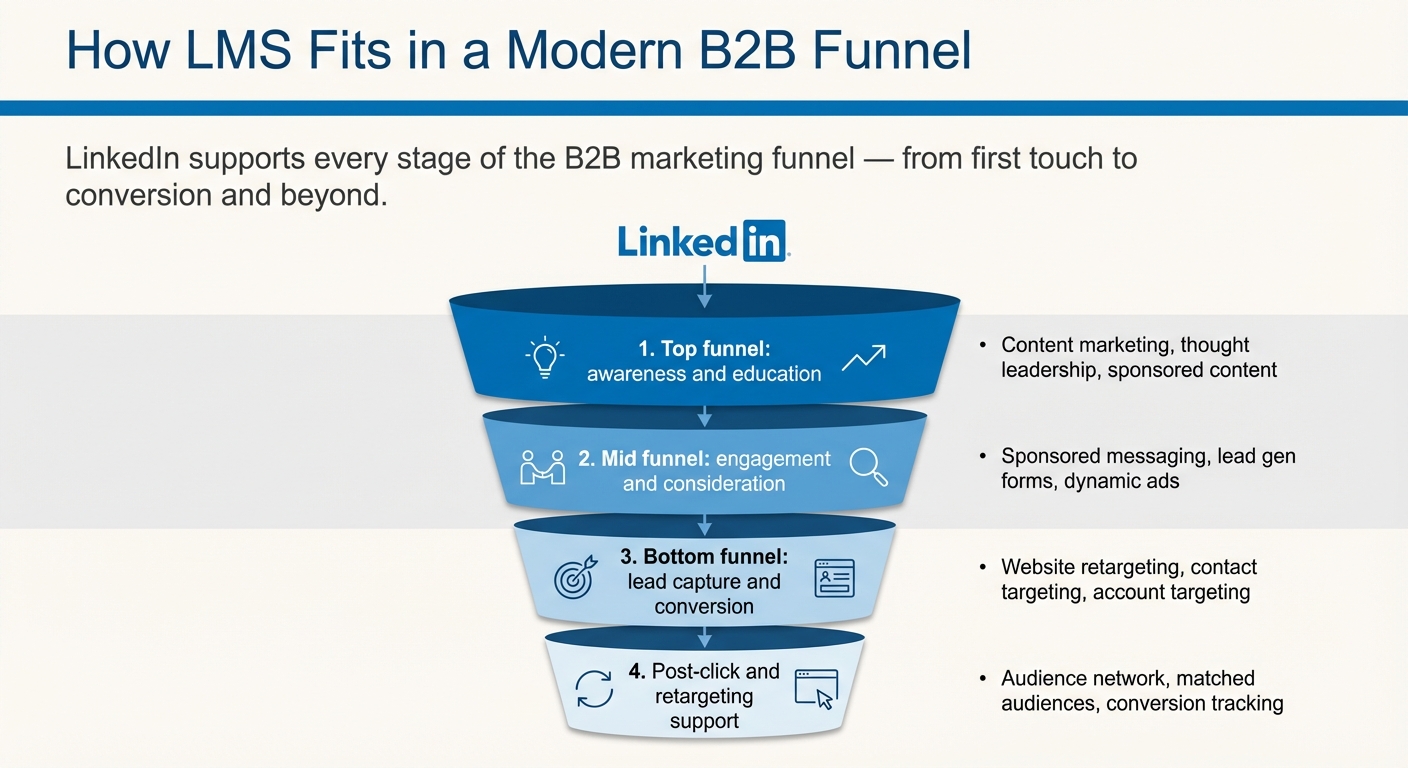 How LMS Fits in a Modern B2B Funnel
LinkedIn supports every stage of the B2B marketing funnel — from first touch to
conversion and beyond.
Linked in
1. Top funnel:
awareness and education
• Content marketing, thought
leadership, sponsored content
2. Mid funnel: engagement
and consideration
• Sponsored messaging, lead gen
forms, dynamic ads
3. Bottom funnel:
lead capture and
conversion
• Website retargeting, contact
targeting, account targeting
4. Post-click and
retargeting
support
• Audience network, matched
audiences, conversion tracking